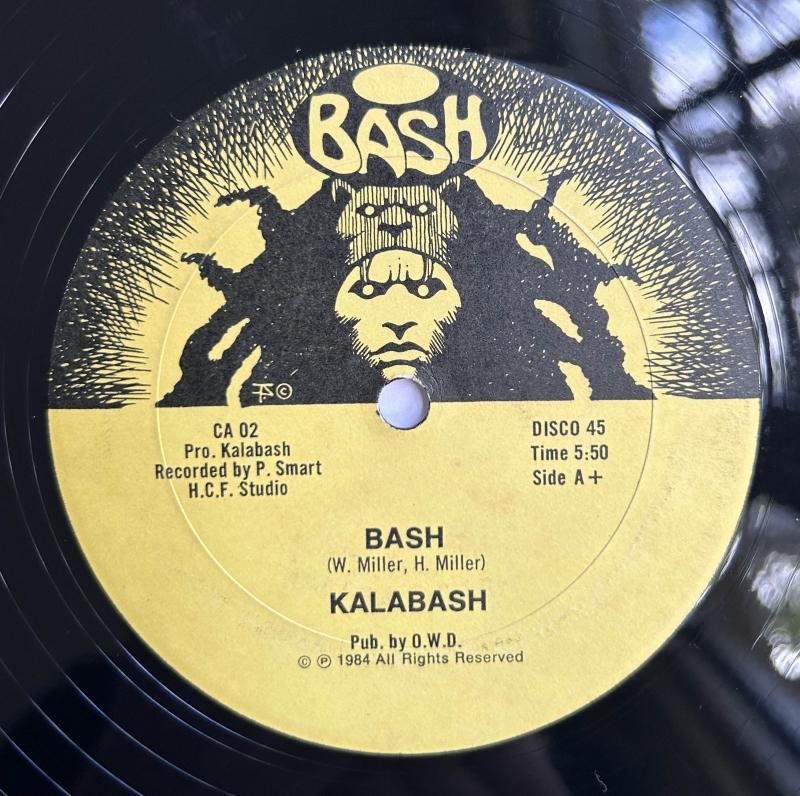 BASH
©
CA 02
Pro. Kalabash
Recorded by P. Smart
H.C.F. Studio
DISCO 45
Time 5:50
Side A+
BASH
(W. Miller, H. Miller)
KALABASH
Pub. by O.W.D.
© ℗ 1984 All Rights Reserved